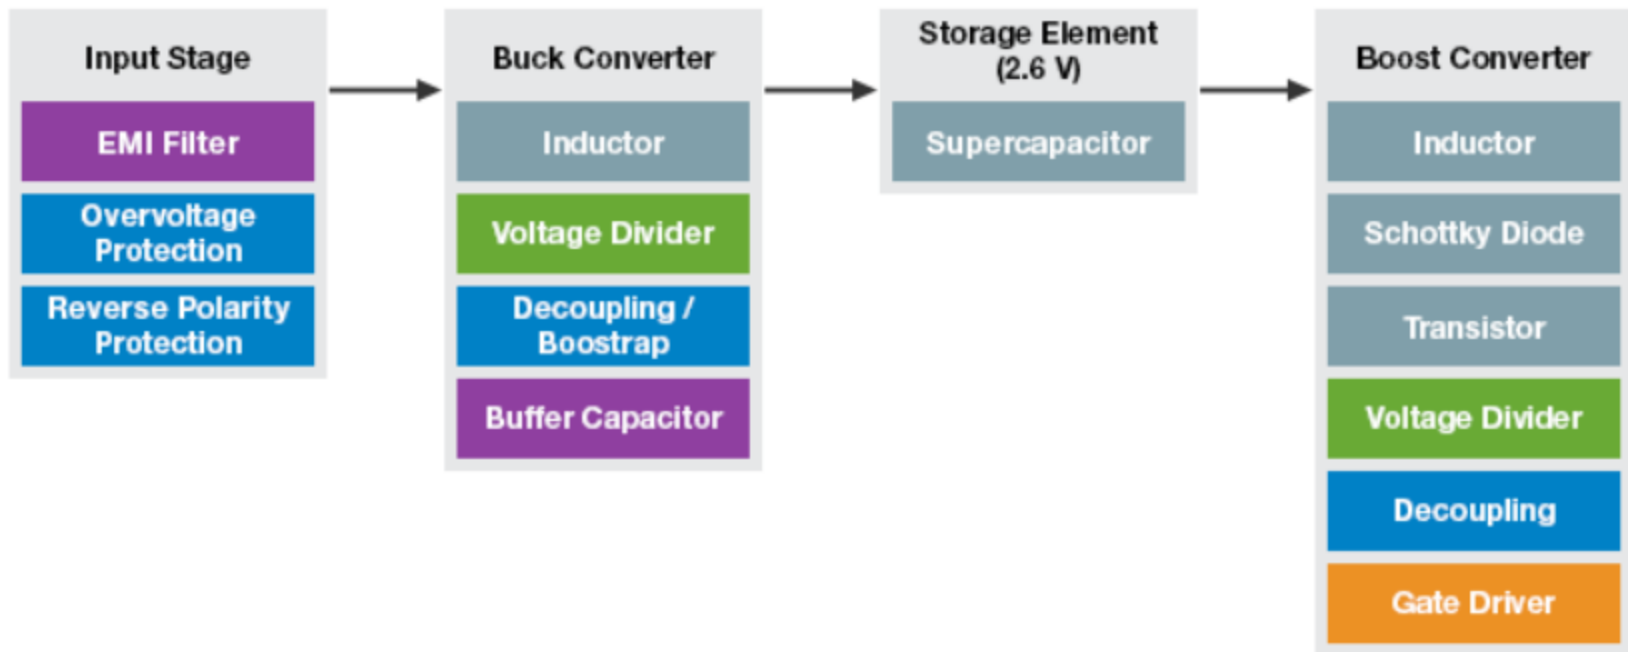 Input Stage
EMI Filter
Overvoltage
Protection
Reverse Polarity
Protection
Buck Converter
Inductor
Voltage Divider
Decoupling /
Boostrap
Buffer Capacitor
Storage Element
(2.6 V)
Supercapacitor
Boost Converter
Inductor
Schottky Diode
Transistor
Voltage Divider
Decoupling
Gate Driver